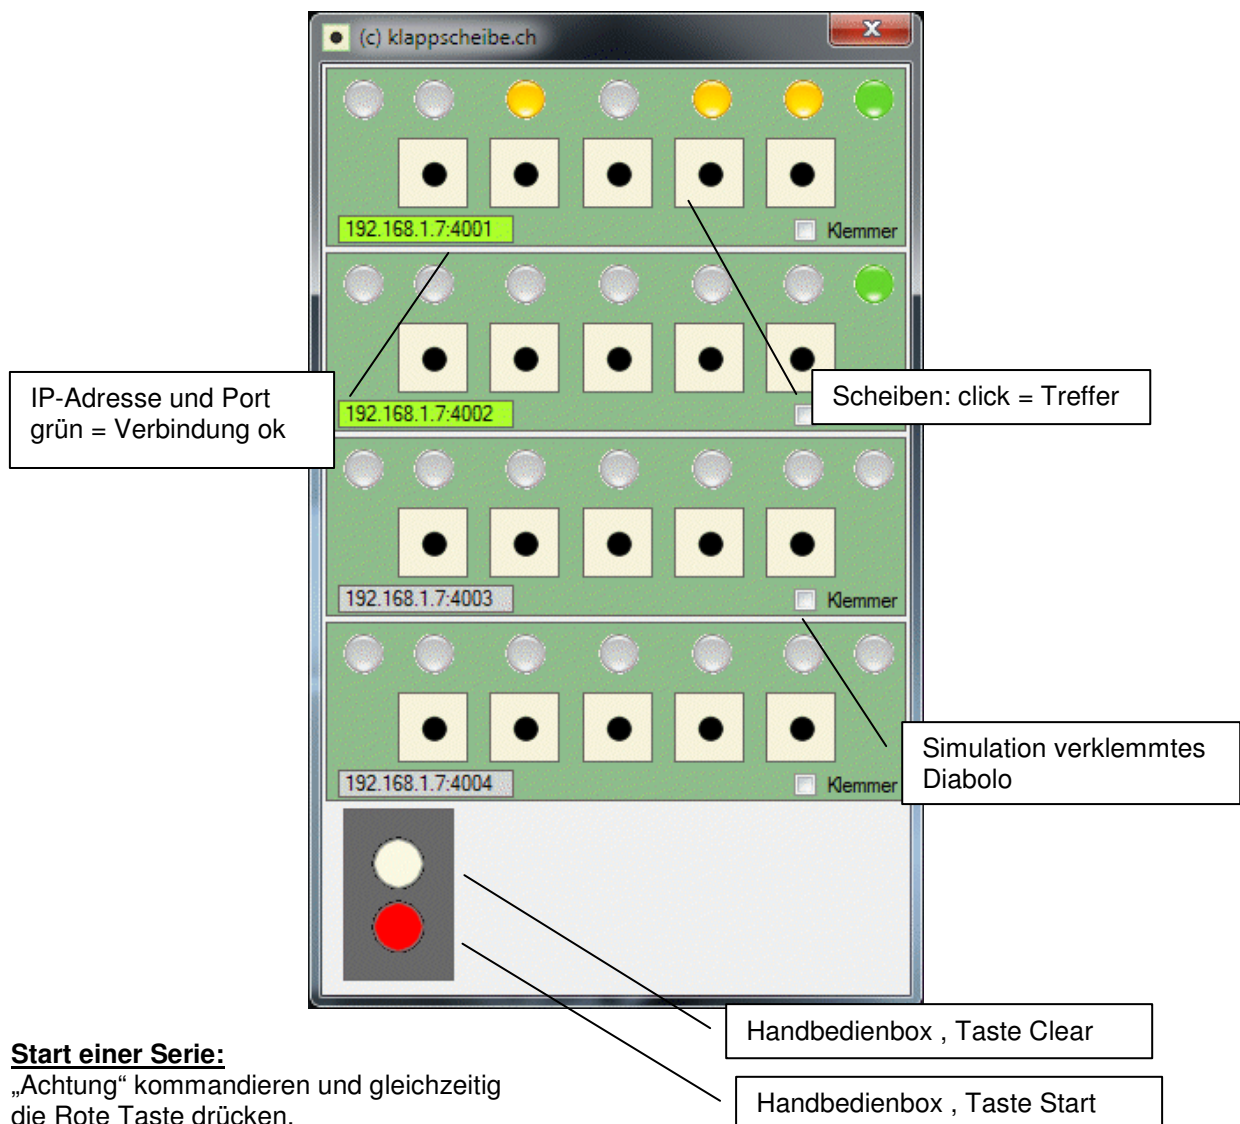 (c) klappscheibe.ch
x
192.168.1.7:4001
Klemmer
IP-Adresse und Port
grün = Verbindung ok
192.168.1.7:4002
Scheiben: click = Treffer
192.168.1.7:4003
Klemmer
Simulation verklemmtes
Diabolo
192.168.1.7:4004
Klemmer
Handbedienbox , Taste Clear
Handbedienbox , Taste Start
Start einer Serie:
„Achtung“ kommandieren und gleichzeitig
die Rote Taste drücken.